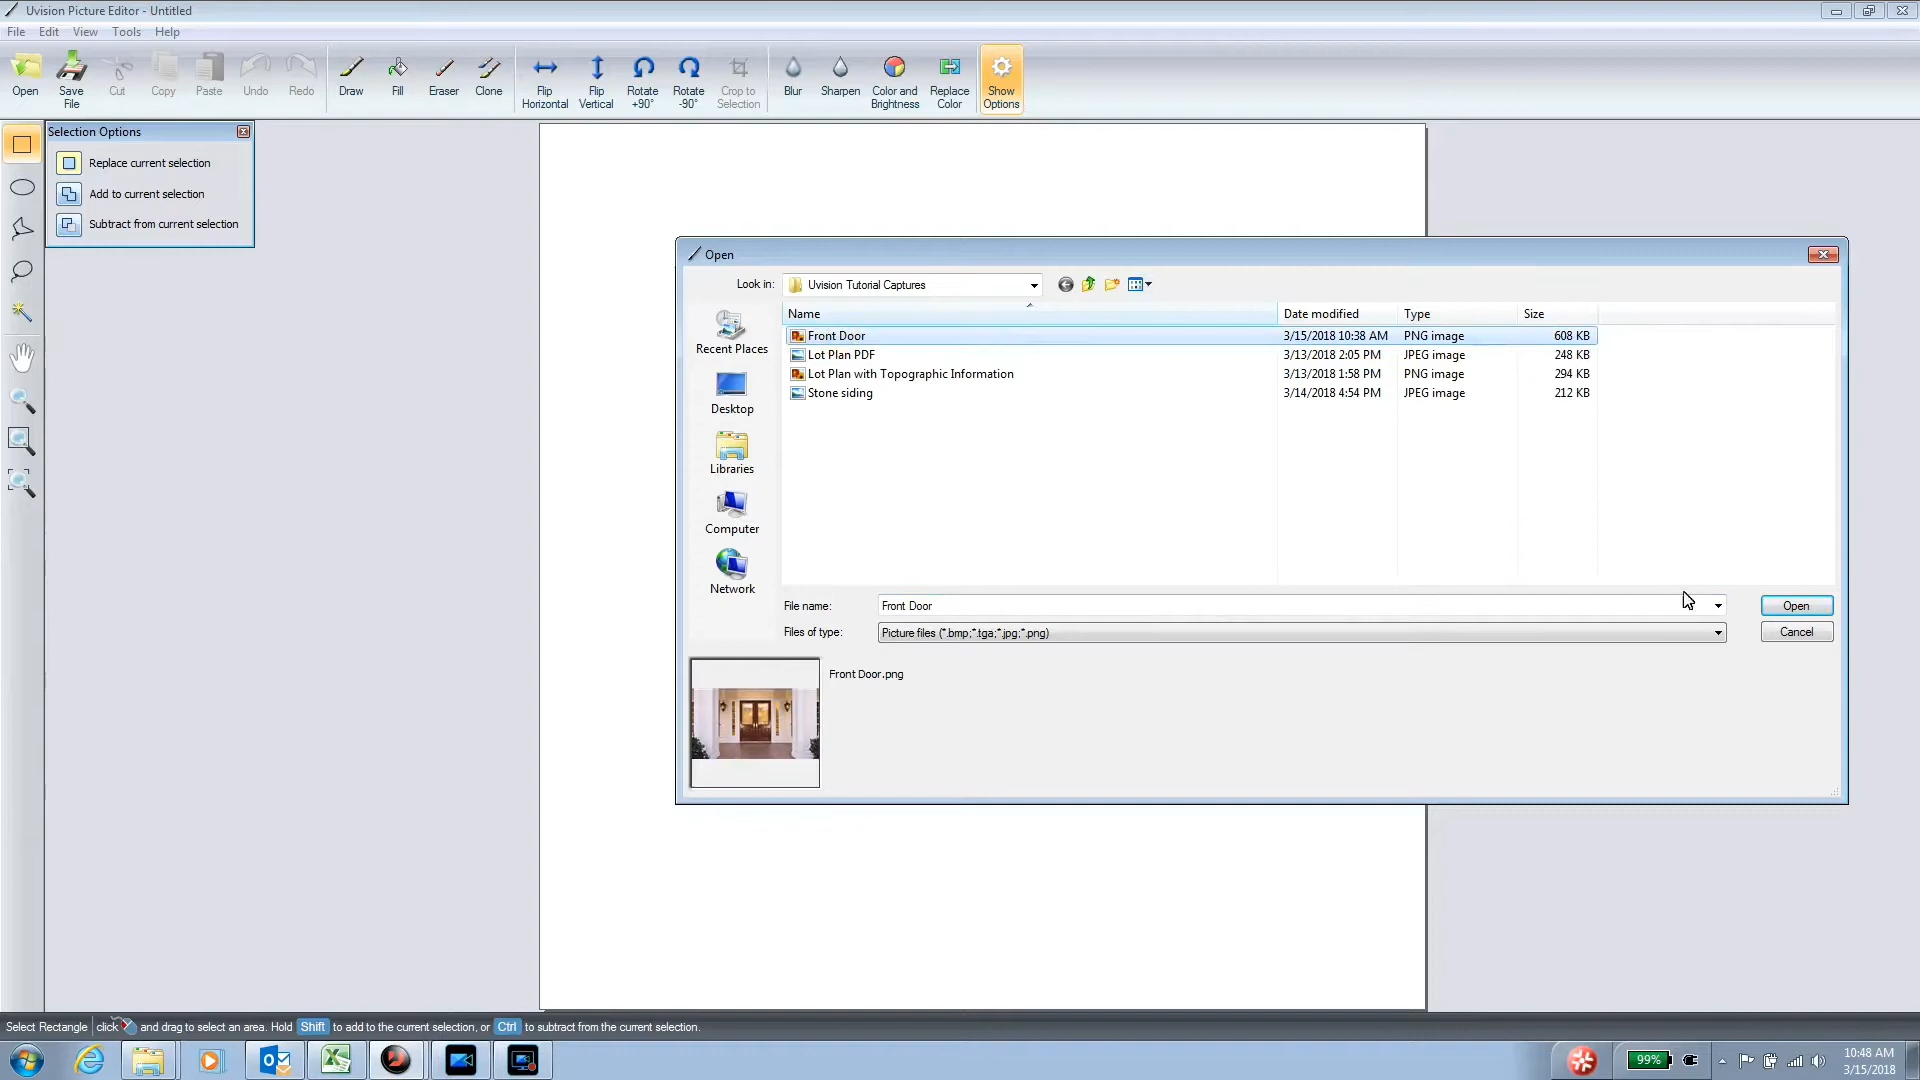 Uvision Picture Editor - Untitled
File Edit View Tools Help
Open Save File Cut Copy Paste Undo Redo Draw Fill Eraser Clone Flip Horizontal Flip Vertical Rotate +90° Rotate -90° Crop to Selection Blur Sharpen Color and Brightness Replace Color Show Options
Selection Options
Replace current selection
Add to current selection
Subtract from current selection
Open
Look in: Uvision Tutorial Captures
Name Date modified Type Size
Front Door 3/15/2018 10:38 AM PNG image 608 KB
Lot Plan PDF 3/13/2018 2:05 PM JPEG image 248 KB
Lot Plan with Topographic Information 3/13/2018 1:58 PM PNG image 294 KB
Stone siding 3/14/2018 4:54 PM JPEG image 212 KB
Recent Places
Desktop
Libraries
Computer
Network
File name: Front Door Open
Files of type: Picture files (*.bmp;*.tga;*.jpg;*.png) Cancel
Front Door.png
Select Rectangle click and drag to select an area. Hold Shift to add to the current selection, or Ctrl to subtract from the current selection.
99%
10:48 AM
3/15/2018